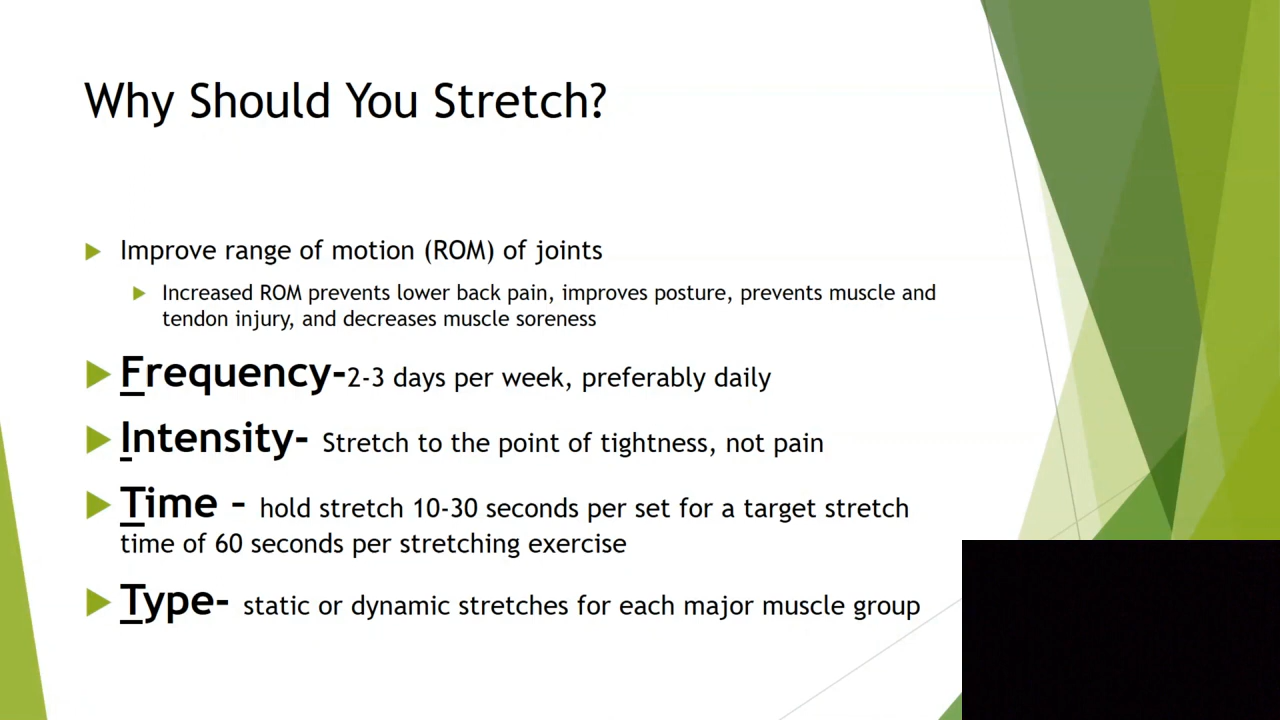 Why Should You Stretch?
Improve range of motion (ROM) of joints
Increased ROM prevents lower back pain, improves posture, prevents muscle and
tendon injury, and decreases muscle soreness
Frequency-2-3 days per week, preferably daily
Intensity- Stretch to the point of tightness, not pain
Time – hold stretch 10-30 seconds per set for a target stretch
time of 60 seconds per stretching exercise
Type- static or dynamic stretches for each major muscle group